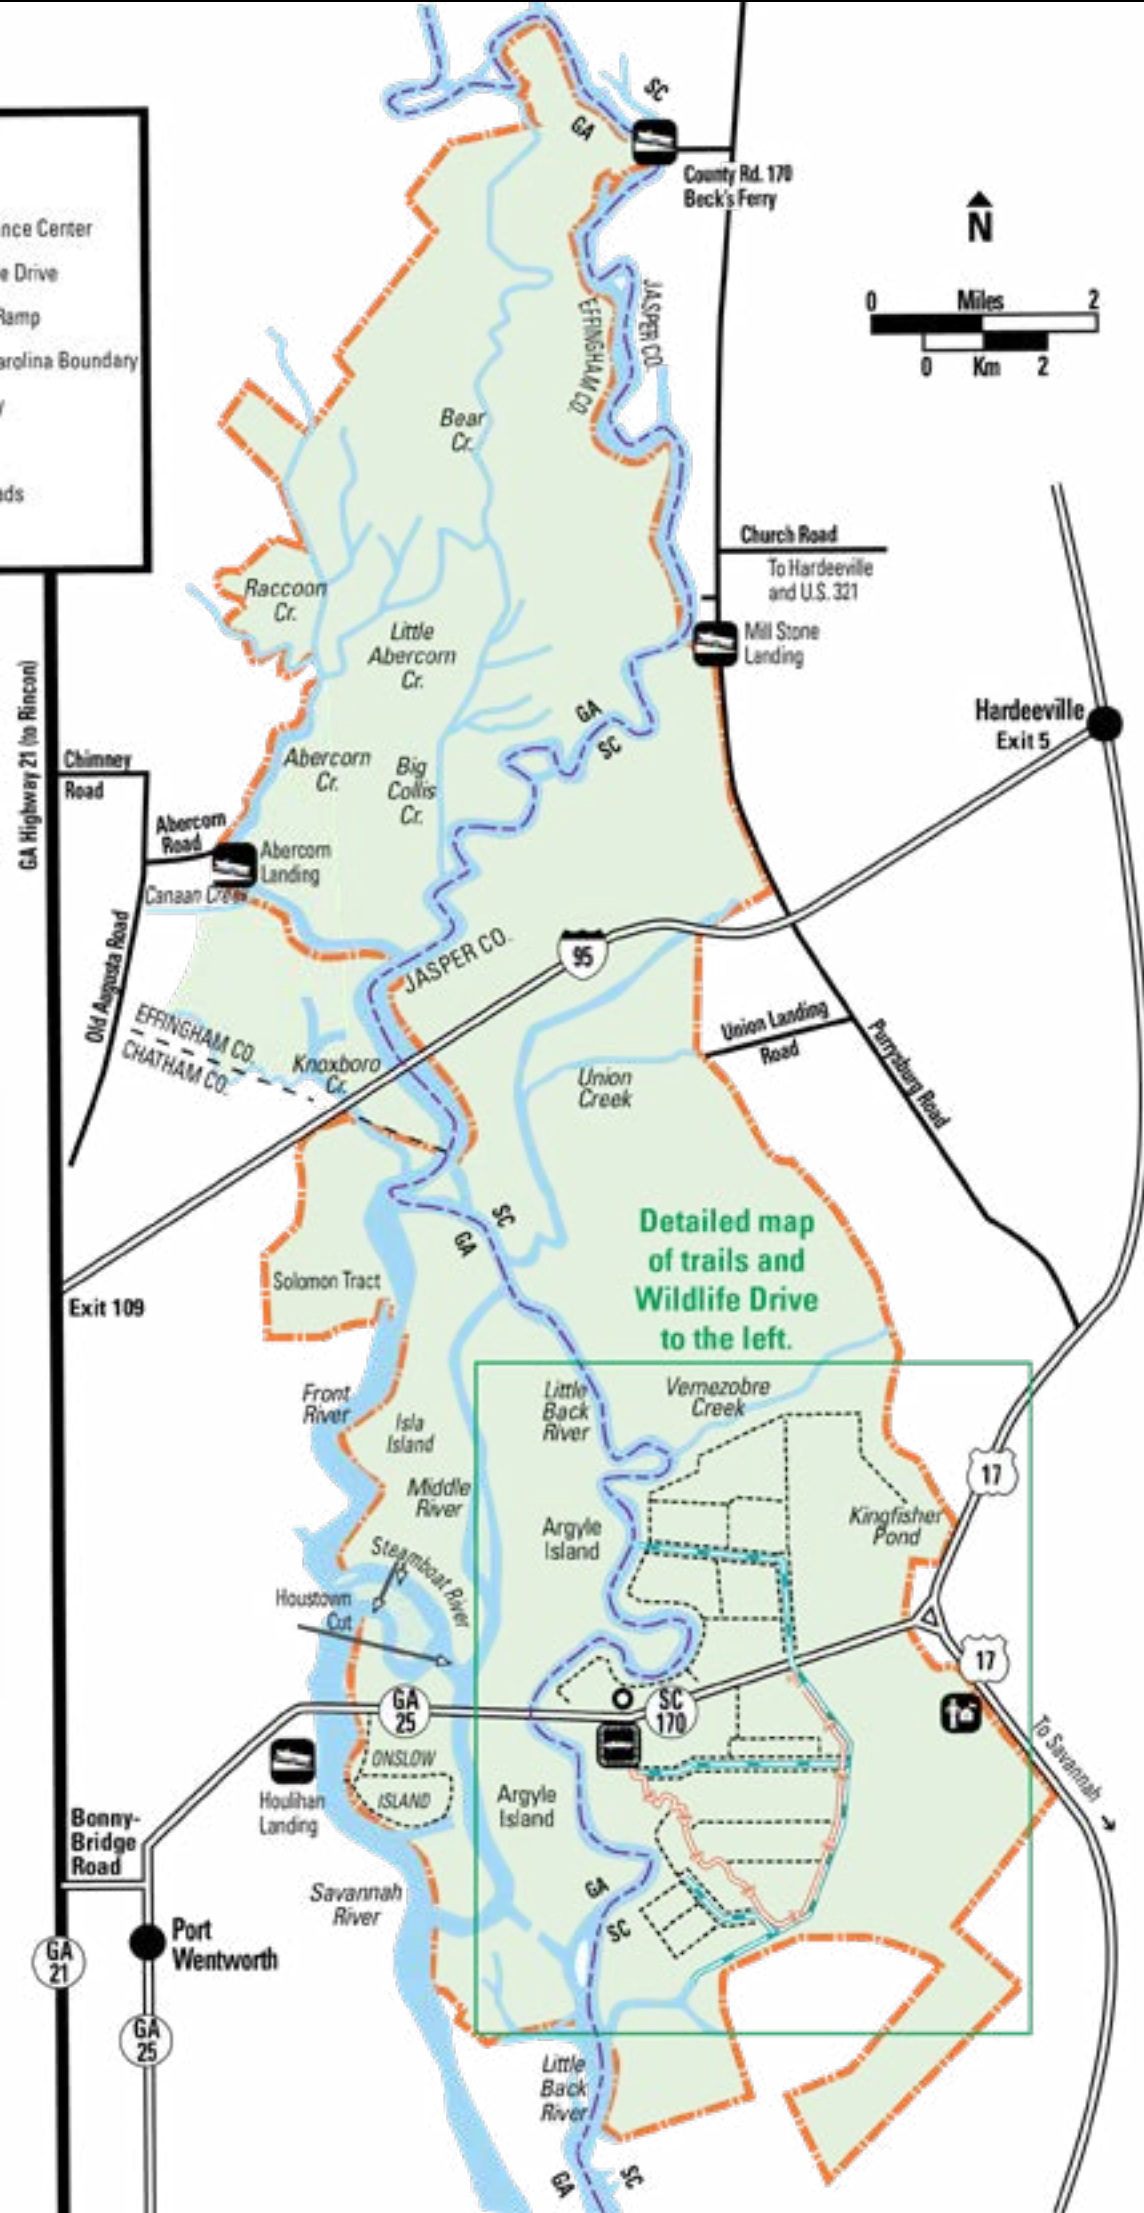 SC
GA
County Rd. 170
Beck's Ferry
N
nce Center
e Drive
Ramp
arolina Boundary
y
ads
0 Miles 2
0 Km 2
JASPER CO.
EFFINGHAM CO.
Bear
Cr.
Church Road
To Hardeeville
and U.S. 321
Raccoon
Cr.
Little
Abercorn
Cr.
Mill Stone
Landing
GA Highway 21 (to Rincon)
GA
SC
Hardeeville
Exit 5
Chimney
Road
Abercorn
Cr.
Big
Collis
Cr.
Abercorn
Road
Abercorn
Landing
Canaan Creek
Old Augusta Road
JASPER CO.
95
EFFINGHAM CO.
CHATHAM CO.
Knoxboro
Cr.
Union
Creek
Union Landing
Road
Purrysburg Road
SC
GA
Detailed map
of trails and
Wildlife Drive
to the left.
Solomon Tract
Exit 109
Front
River
Isla
Island
Little
Back
River
Vernezobre
Creek
17
Middle
River
Argyle
Island
Kingfisher
Pond
Steamboat River
Houstown
Cut
17
GA
25
SC
170
To Savannah
ONSLOW
ISLAND
Houlihan
Landing
Argyle
Island
Bonny-
Bridge
Road
Savannah
River
GA
SC
Port
Wentworth
GA
21
GA
25
Little
Back
River
GA
SC